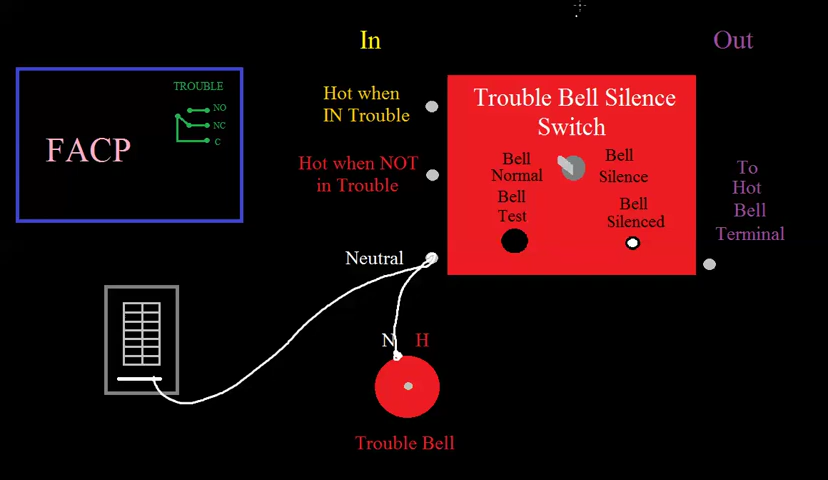 In
Out
TROUBLE
NO
NC
C
FACP
Hot when
IN Trouble
Hot when NOT
in Trouble
Neutral
Trouble Bell Silence
Switch
Bell
Normal
Bell
Silence
Bell
Test
Bell
Silenced
To
Hot
Bell
Terminal
N H
Trouble Bell